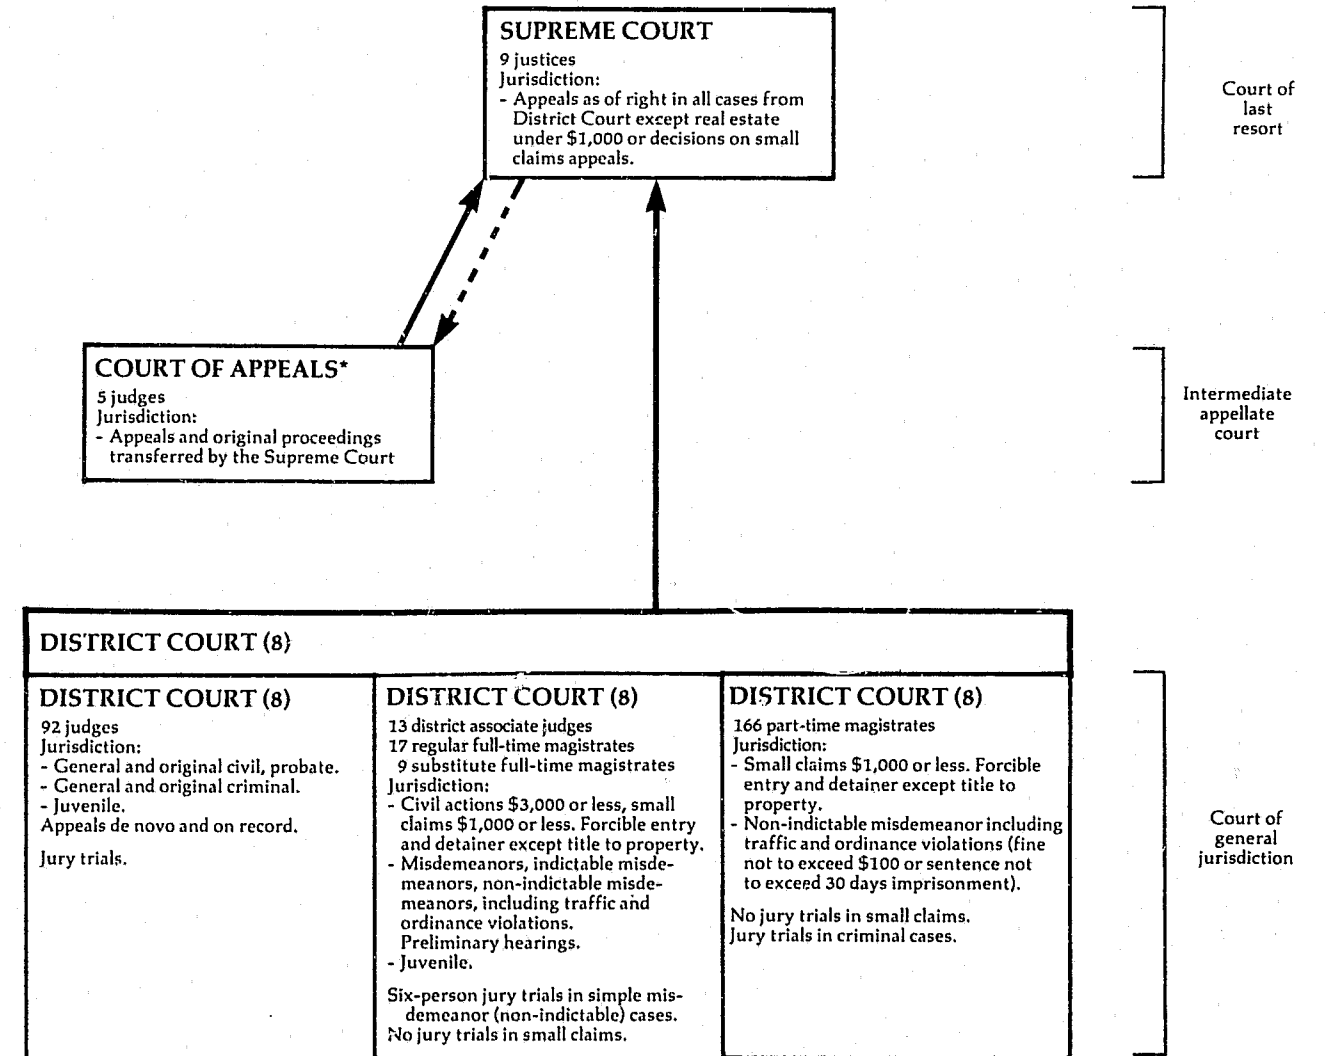 SUPREME COURT
9 justices
Jurisdiction:
- Appeals as of right in all cases from
District Court except real estate
under $1,000 or decisions on small
claims appeals.
Court of
last
resort
COURT OF APPEALS*
5 judges
Jurisdiction:
- Appeals and original proceedings
transferred by the Supreme Court
Intermediate
appellate
court
DISTRICT COURT (8)
DISTRICT COURT (8)
92 judges
Jurisdiction:
- General and original civil, probate.
- General and original criminal.
- Juvenile.
Appeals de novo and on record.
Jury trials.
DISTRICT COURT (8)
13 district associate judges
17 regular full-time magistrates
9 substitute full-time magistrates
Jurisdiction:
- Civil actions $3,000 or less, small
claims $1,000 or less. Forcible entry
and detainer except title to property.
- Misdemeanors, indictable misde-
meanors, non-indictable misde-
meanors, including traffic and
ordinance violations.
Preliminary hearings.
- Juvenile.
Six-person jury trials in simple mis-
demeanor (non-indictable) cases.
No jury trials in small claims.
DISTRICT COURT (8)
166 part-time magistrates
Jurisdiction:
- Small claims $1,000 or less. Forcible
entry and detainer except title to
property.
- Non-indictable misdemeanor including
traffic and ordinance violations (fine
not to exceed $100 or sentence not
to exceed 30 days imprisonment).
No jury trials in small claims.
Jury trials in criminal cases.
Court of
general
jurisdiction